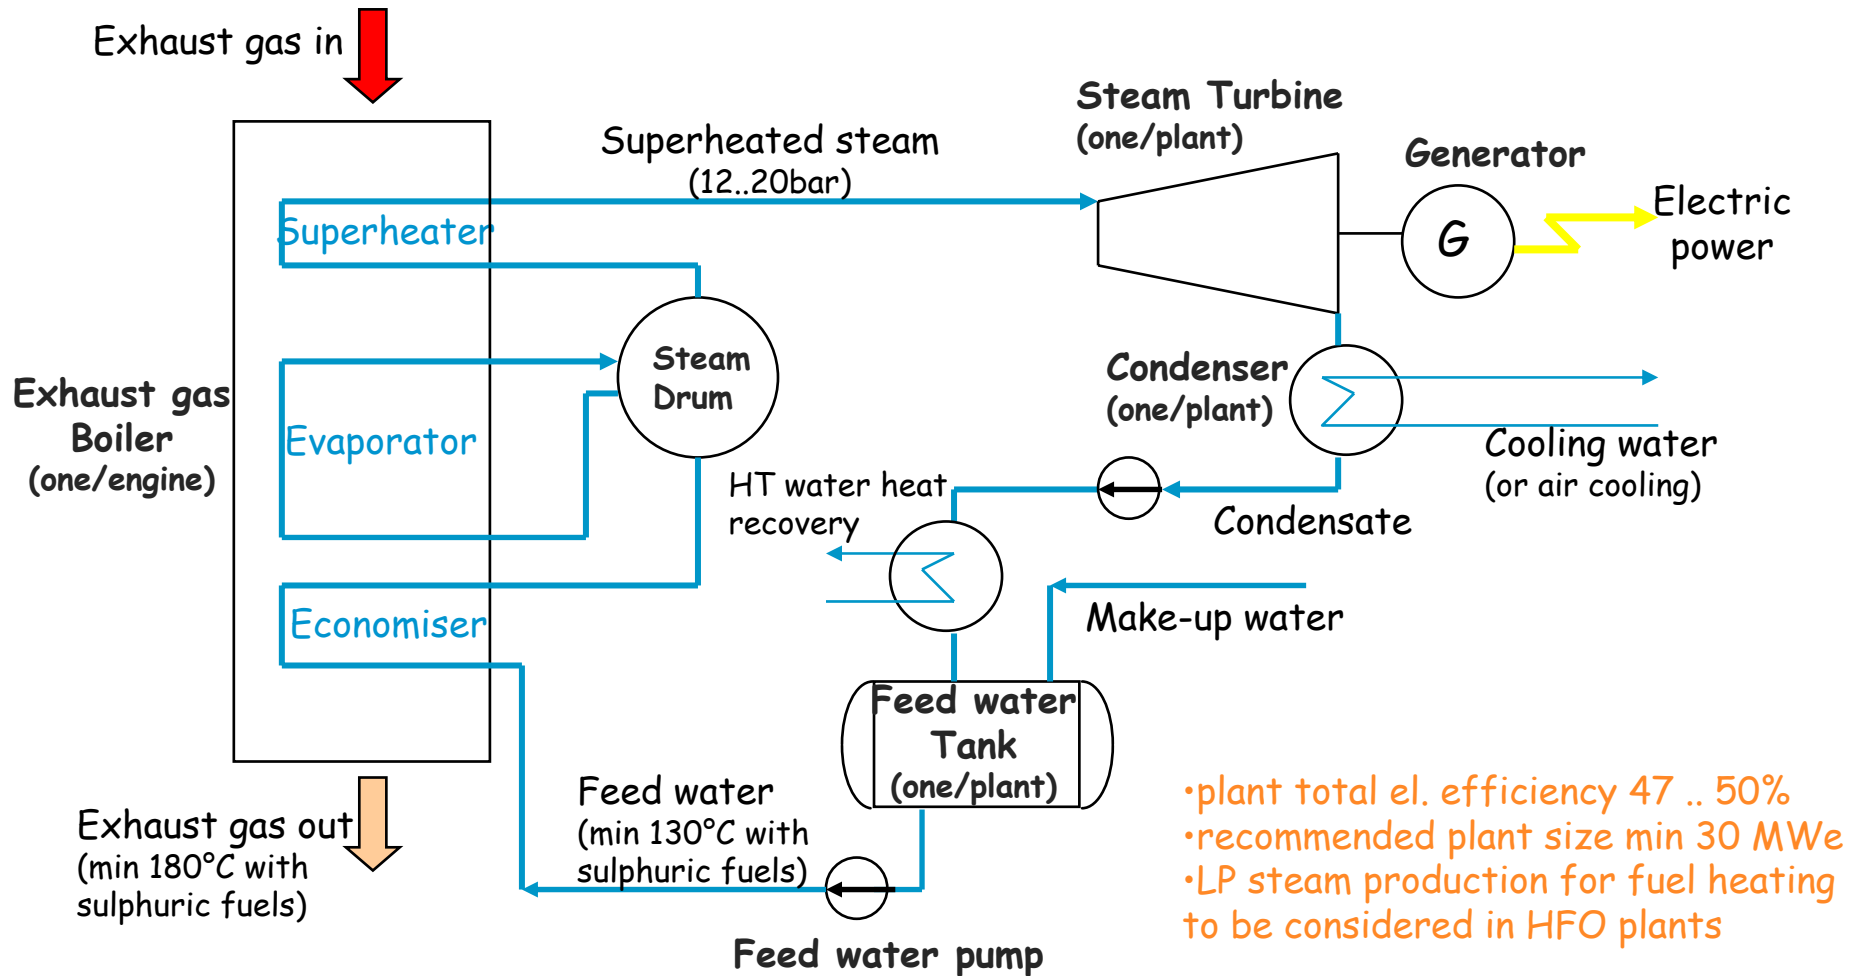 Exhaust gas in
Steam Turbine
(one/plant)
Superheated steam
(12..20bar)
Generator
Electric
power
Superheater
G
Steam
Drum
Condenser
(one/plant)
Exhaust gas
Boiler
(one/engine)
Evaporator
Cooling water
(or air cooling)
HT water heat
recovery
Condensate
Economiser
Make-up water
Feed water
Tank
(one/plant)
Feed water
(min 130°C with
sulphuric fuels)
Exhaust gas out
(min 180°C with
sulphuric fuels)
•plant total el. efficiency 47 .. 50%
•recommended plant size min 30 MWe
•LP steam production for fuel heating
to be considered in HFO plants
Feed water pump